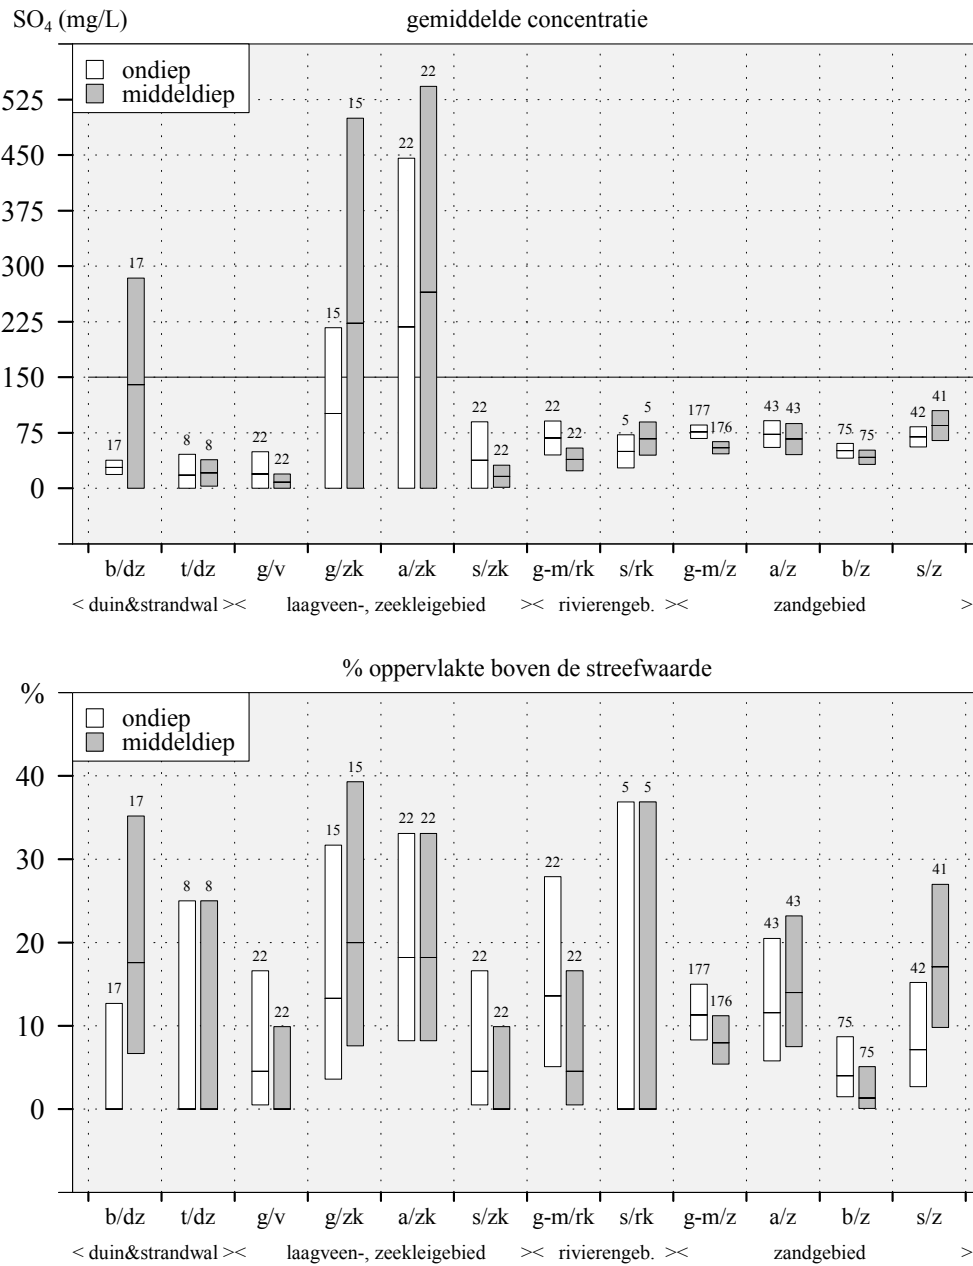 SO4 (mg/L) gemiddelde concentratie
ondiep
middeldiep
525
450
375
300
225
150
75
0
17 17 8 8 22 22 15 15 22 22 22 22 22 22 5 5 177 176 43 43 75 75 42 41
b/dz t/dz g/v g/zk a/zk s/zk g-m/rk s/rk g-m/z a/z b/z s/z
< duin&strandwal >< laagveen-, zeekleigebied >< rivierengeb. >< zandgebied >
% oppervlakte boven de streefwaarde
%
ondiep
middeldiep
40
30
20
10
0
17 17 8 8 22 22 15 15 22 22 22 22 22 22 5 5 177 176 43 43 75 75 42 41
b/dz t/dz g/v g/zk a/zk s/zk g-m/rk s/rk g-m/z a/z b/z s/z
< duin&strandwal >< laagveen-, zeekleigebied >< rivierengeb. >< zandgebied >